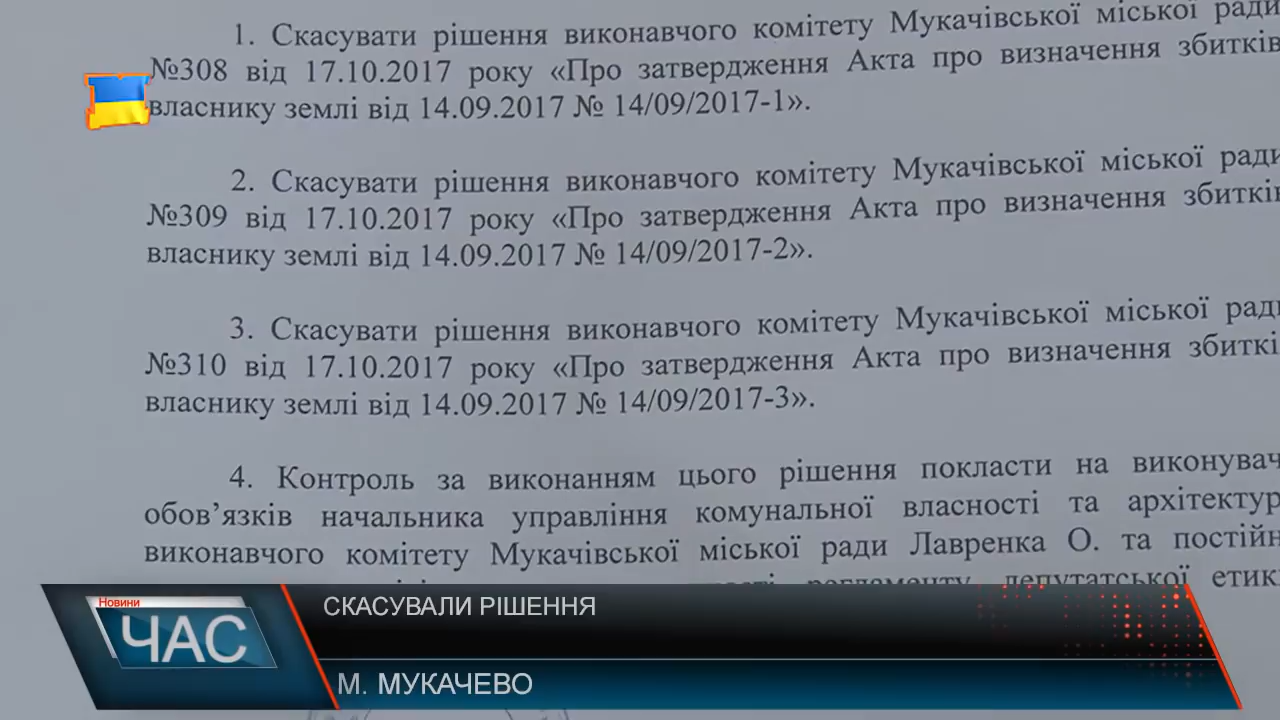 1. Скасувати рішення виконавчого комітету Мукачівської міської ради
№308 від 17.10.2017 року «Про затвердження Акта про визначення збитків
власнику землі від 14.09.2017 № 14/09/2017-1».
2. Скасувати рішення виконавчого комітету Мукачівської міської ради
№309 від 17.10.2017 року «Про затвердження Акта про визначення збитків
власнику землі від 14.09.2017 № 14/09/2017-2».
3. Скасувати рішення виконавчого комітету Мукачівської міської ради
№310 від 17.10.2017 року «Про затвердження Акта про визначення збиткі
власнику землі від 14.09.2017 № 14/09/2017-3».
4. Контроль за виконанням цього рішення покласти на виконувач
обов’язків начальника управління комунальної власності та архітектур
виконавчого комітету Мукачівської міської ради Лавренка О. та постійн
регламенту, депутатської етик
Новини
ЧАС
СКАСУВАЛИ РІШЕННЯ
М. МУКАЧЕВО